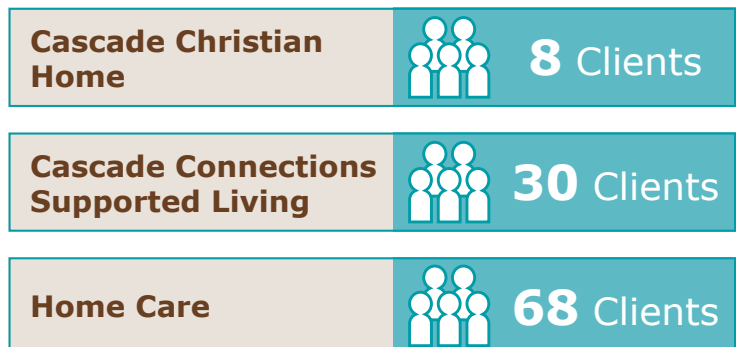 Cascade Christian
Home
8 Clients
Cascade Connections
Supported Living
30 Clients
Home Care
68 Clients